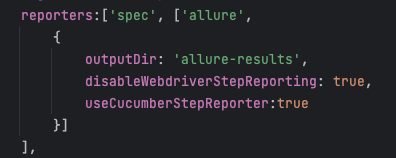 reporters:['spec', ['allure',
{
outputDir: 'allure-results',
disableWebdriverStepReporting: true,
useCucumberStepReporter:true
}]
],